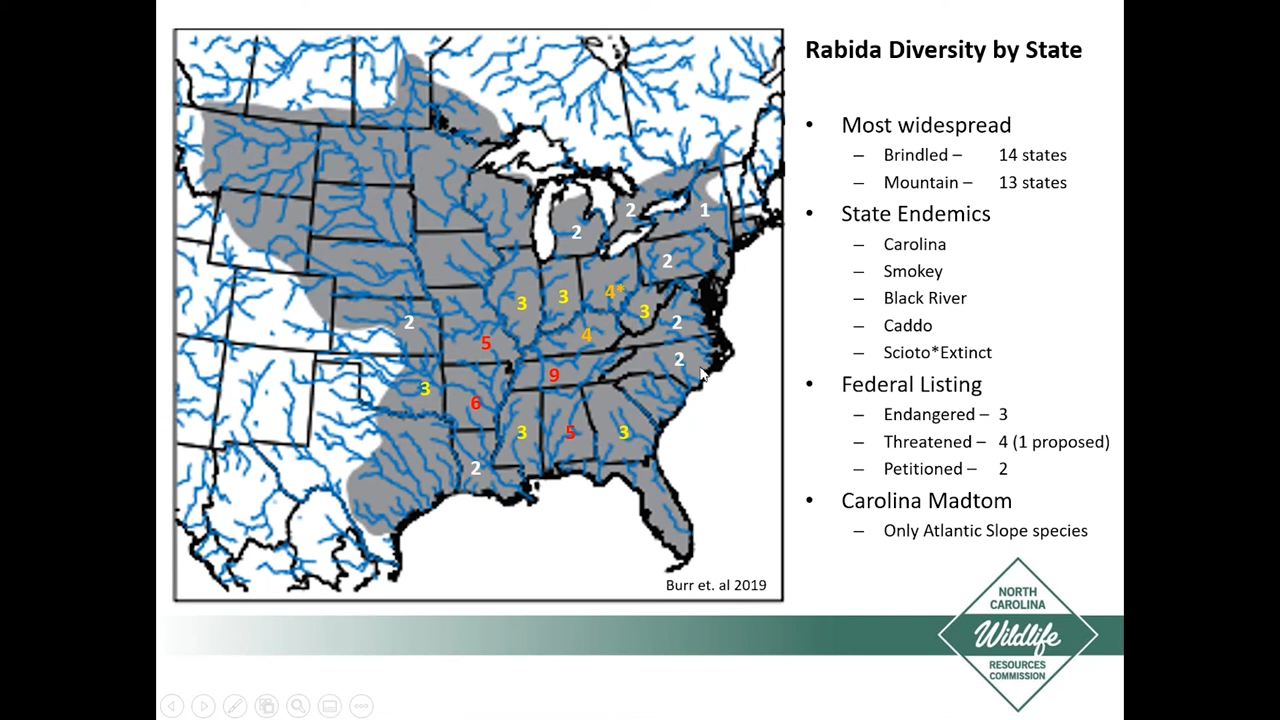 Rabida Diversity by State
• Most widespread
– Brindled – 14 states
– Mountain – 13 states
• State Endemics
– Carolina
– Smokey
– Black River
– Caddo
– Scioto*Extinct
• Federal Listing
– Endangered – 3
– Threatened – 4 (1 proposed)
– Petitioned – 2
• Carolina Madtom
– Only Atlantic Slope species
2 1
2
2
3 3 4* 3
2 4 2
5 2
9
3 6
3 5 3
2
Burr et. al 2019
NORTH
CAROLINA
Wildlife
RESOURCES
COMMISSION